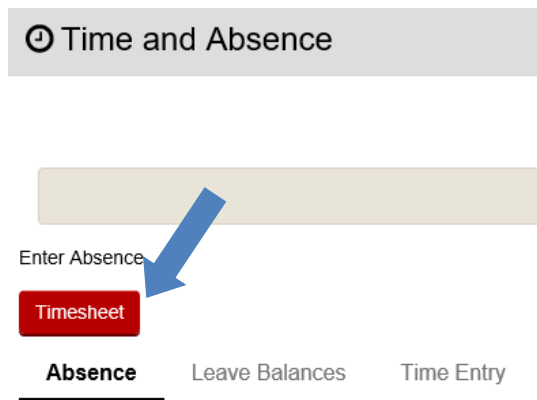 Time and Absence
Enter Absence
Timesheet
Absence Leave Balances Time Entry